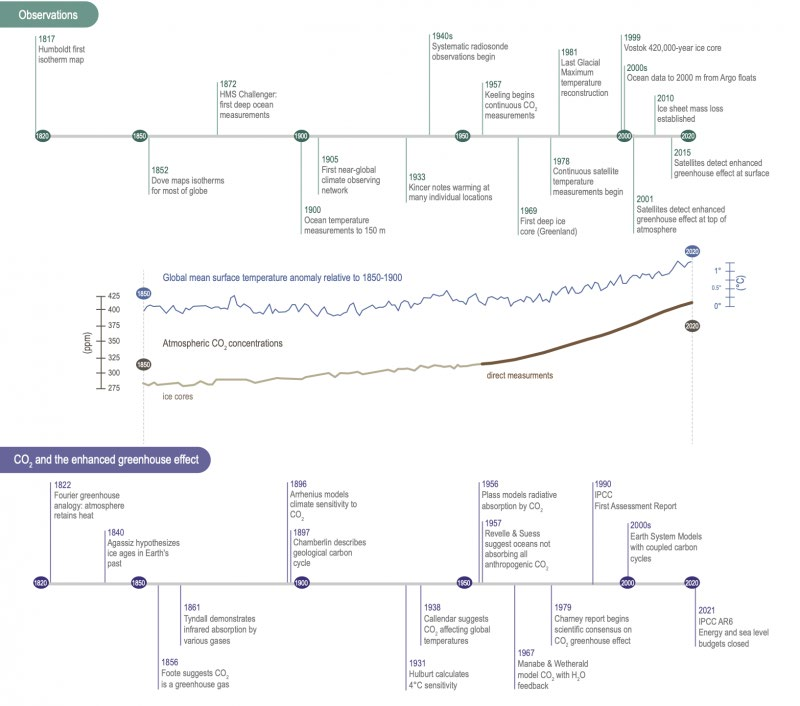 Observations
1817
Humboldt first
isotherm map
1872
HMS Challenger:
first deep ocean
measurements
1940s
Systematic radiosonde
observations begin
1957
Keeling begins
continuous CO₂
measurements
1981
Last Glacial
Maximum
temperature
reconstruction
1999
Vostok 420,000-year ice core
2000s
Ocean data to 2000 m from Argo floats
2010
Ice sheet mass loss
established
1820
1850
1900
1950
2000
2020
1852
Dove maps isotherms
for most of globe
1900
Ocean temperature
measurements to 150 m
1905
First near-global
climate observing
network
1933
Kincer notes warming at
many individual locations
1969
First deep ice
core (Greenland)
1978
Continuous satellite
temperature
measurements begin
2001
Satellites detect enhanced
greenhouse effect at top of
atmosphere
2015
Satellites detect enhanced
greenhouse effect at surface
Global mean surface temperature anomaly relative to 1850-1900
1850
2020
1°
0.5°
0°
(°C)
425
400
375
350
325
300
275
(ppm)
Atmospheric CO₂ concentrations
1850
2020
ice cores
direct measurments
CO₂ and the enhanced greenhouse effect
1822
Fourier greenhouse
analogy: atmosphere
retains heat
1840
Agassiz hypothesizes
ice ages in Earth's
past
1896
Arrhenius models
climate sensitivity to
CO₂
1897
Chamberlin describes
geological carbon
cycle
1956
Plass models radiative
absorption by CO₂
1957
Revelle & Suess
suggest oceans not
absorbing all
anthropogenic CO₂
1990
IPCC
First Assessment Report
2000s
Earth System Models
with coupled carbon
cycles
1820
1850
1900
1950
2000
2020
1856
Foote suggests CO₂
is a greenhouse gas
1861
Tyndall demonstrates
infrared absorption by
various gases
1931
Hulburt calculates
4°C sensitivity
1938
Callendar suggests
CO₂ affecting global
temperatures
1967
Manabe & Wetherald
model CO₂ with H₂O
feedback
1979
Charney report begins
scientific consensus on
CO₂ greenhouse effect
2021
IPCC AR6
Energy and sea level
budgets closed